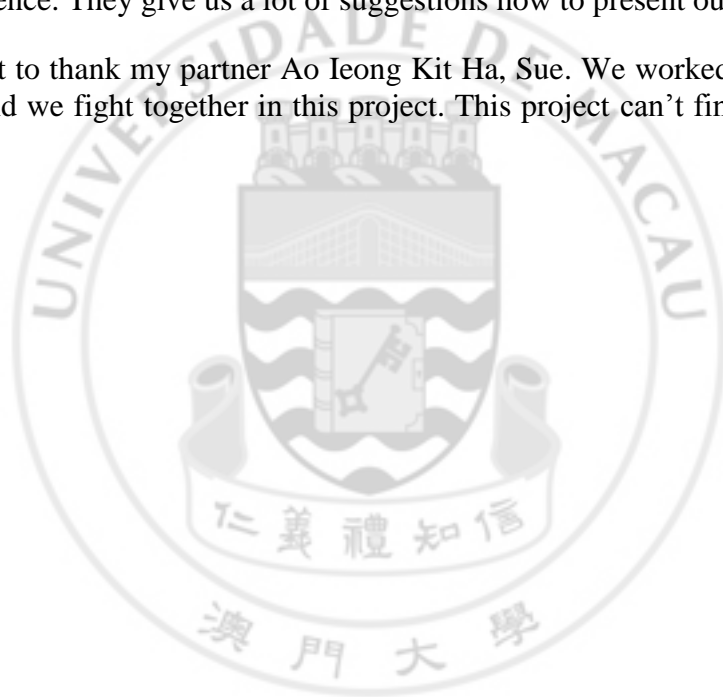 ence. They give us a lot of suggestions how to present ou
t to thank my partner Ao Ieong Kit Ha, Sue. We worked
d we fight together in this project. This project can't fin
UNIVERSIDADE DE MACAU
仁義禮知信
澳門大學